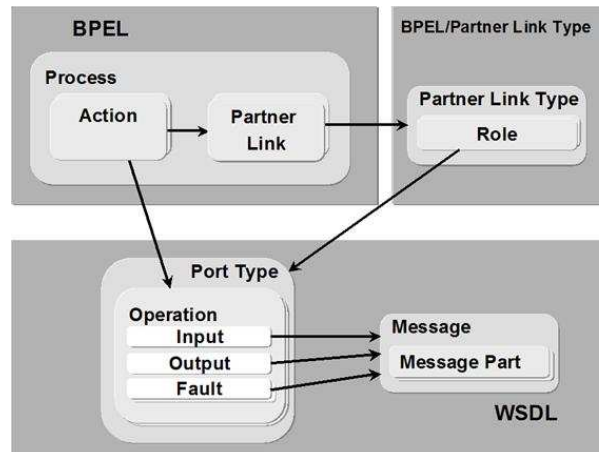 BPEL
Process
Action
Partner
Link
BPEL/Partner Link Type
Partner Link Type
Role
Port Type
Operation
Input
Output
Fault
Message
Message Part
WSDL